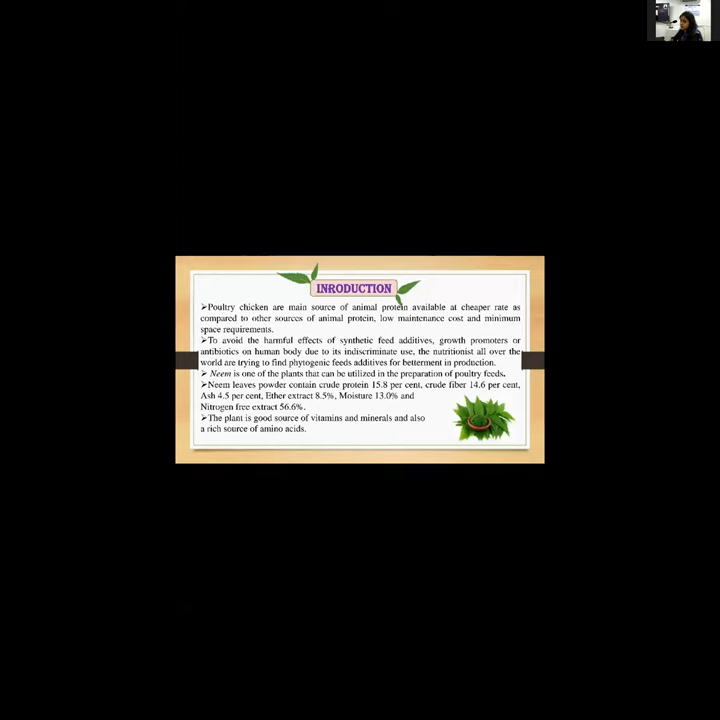 INRODUCTION
➢Poultry chicken are main source of animal protein available at cheaper rate as
compared to other sources of animal protein, low maintenance cost and minimum
space requirements.
➢To avoid the harmful effects of synthetic feed additives, growth promoters or
antibiotics on human body due to its indiscriminate use, the nutritionist all over the
world are trying to find phytogenic feeds additives for betterment in production.
➢ Neem is one of the plants that can be utilized in the preparation of poultry feeds.
➢Neem leaves powder contain crude protein 15.8 per cent, crude fiber 14.6 per cent,
Ash 4.5 per cent, Ether extract 8.5%, Moisture 13.0% and
Nitrogen free extract 56.6%.
➢The plant is good source of vitamins and minerals and also
a rich source of amino acids.